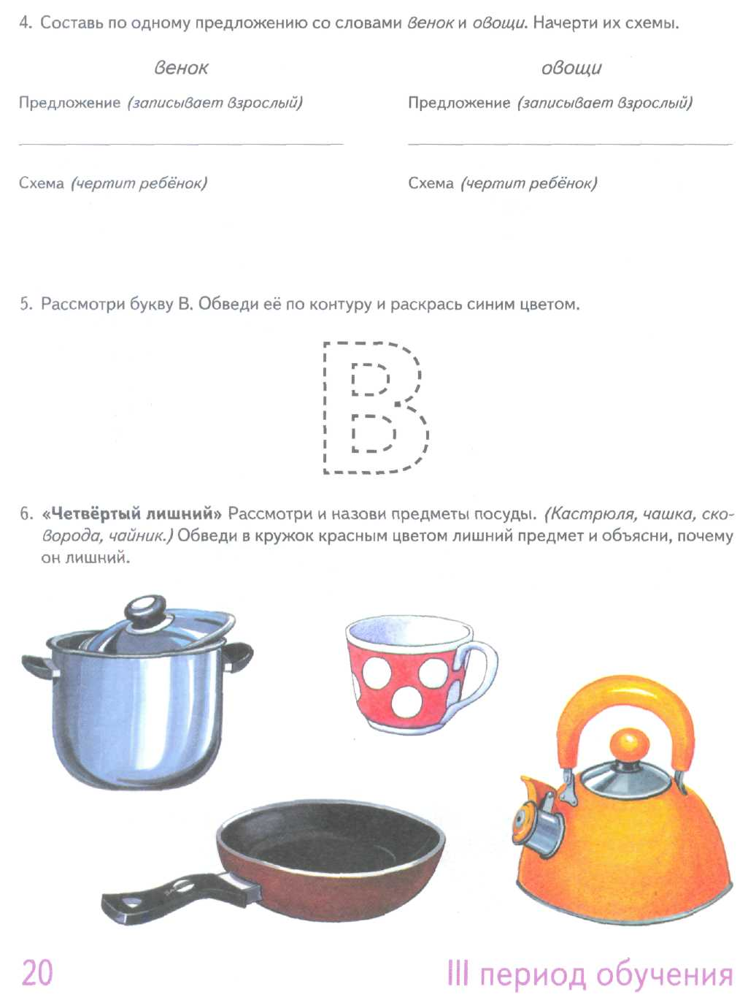 4. Составь по одному предложению со словами венок и овощи. Начерти их схемы.
венок
овощи
Предложение (записывает взрослый)
Предложение (записывает взрослый)
Схема (чертит ребёнок)
Схема (чертит ребёнок)
5. Рассмотри букву В. Обведи её по контуру и раскрась синим цветом.
В
6. «Четвёртый лишний» Рассмотри и назови предметы посуды. (Кастрюля, чашка, ско-
ворода, чайник.) Обведи в кружок красным цветом лишний предмет и объясни, почему
он лишний.
20
III период обучения